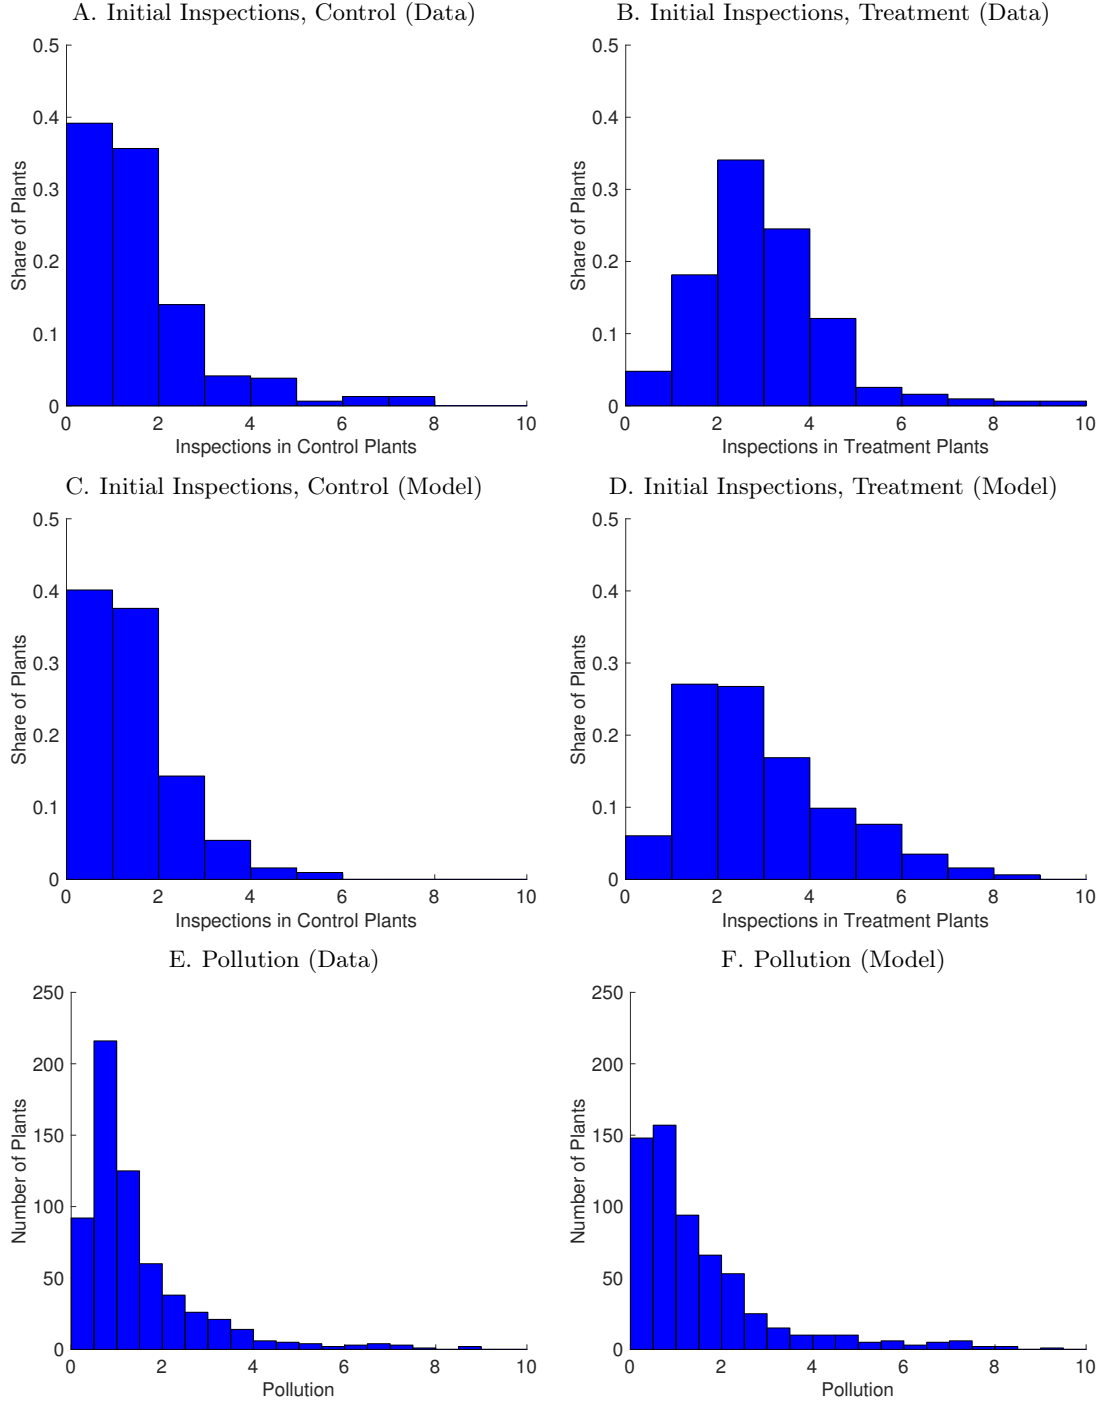 A. Initial Inspections, Control (Data)
0.5
0.4
0.3
0.2
0.1
0
Share of Plants
0 2 4 6 8 10
Inspections in Control Plants
B. Initial Inspections, Treatment (Data)
0.5
0.4
0.3
0.2
0.1
0
Share of Plants
0 2 4 6 8 10
Inspections in Treatment Plants
C. Initial Inspections, Control (Model)
0.5
0.4
0.3
0.2
0.1
0
Share of Plants
0 2 4 6 8 10
Inspections in Control Plants
D. Initial Inspections, Treatment (Model)
0.5
0.4
0.3
0.2
0.1
0
Share of Plants
0 2 4 6 8 10
Inspections in Treatment Plants
E. Pollution (Data)
250
200
150
100
50
0
Number of Plants
0 2 4 6 8 10
Pollution
F. Pollution (Model)
250
200
150
100
50
0
Number of Plants
0 2 4 6 8 10
Pollution